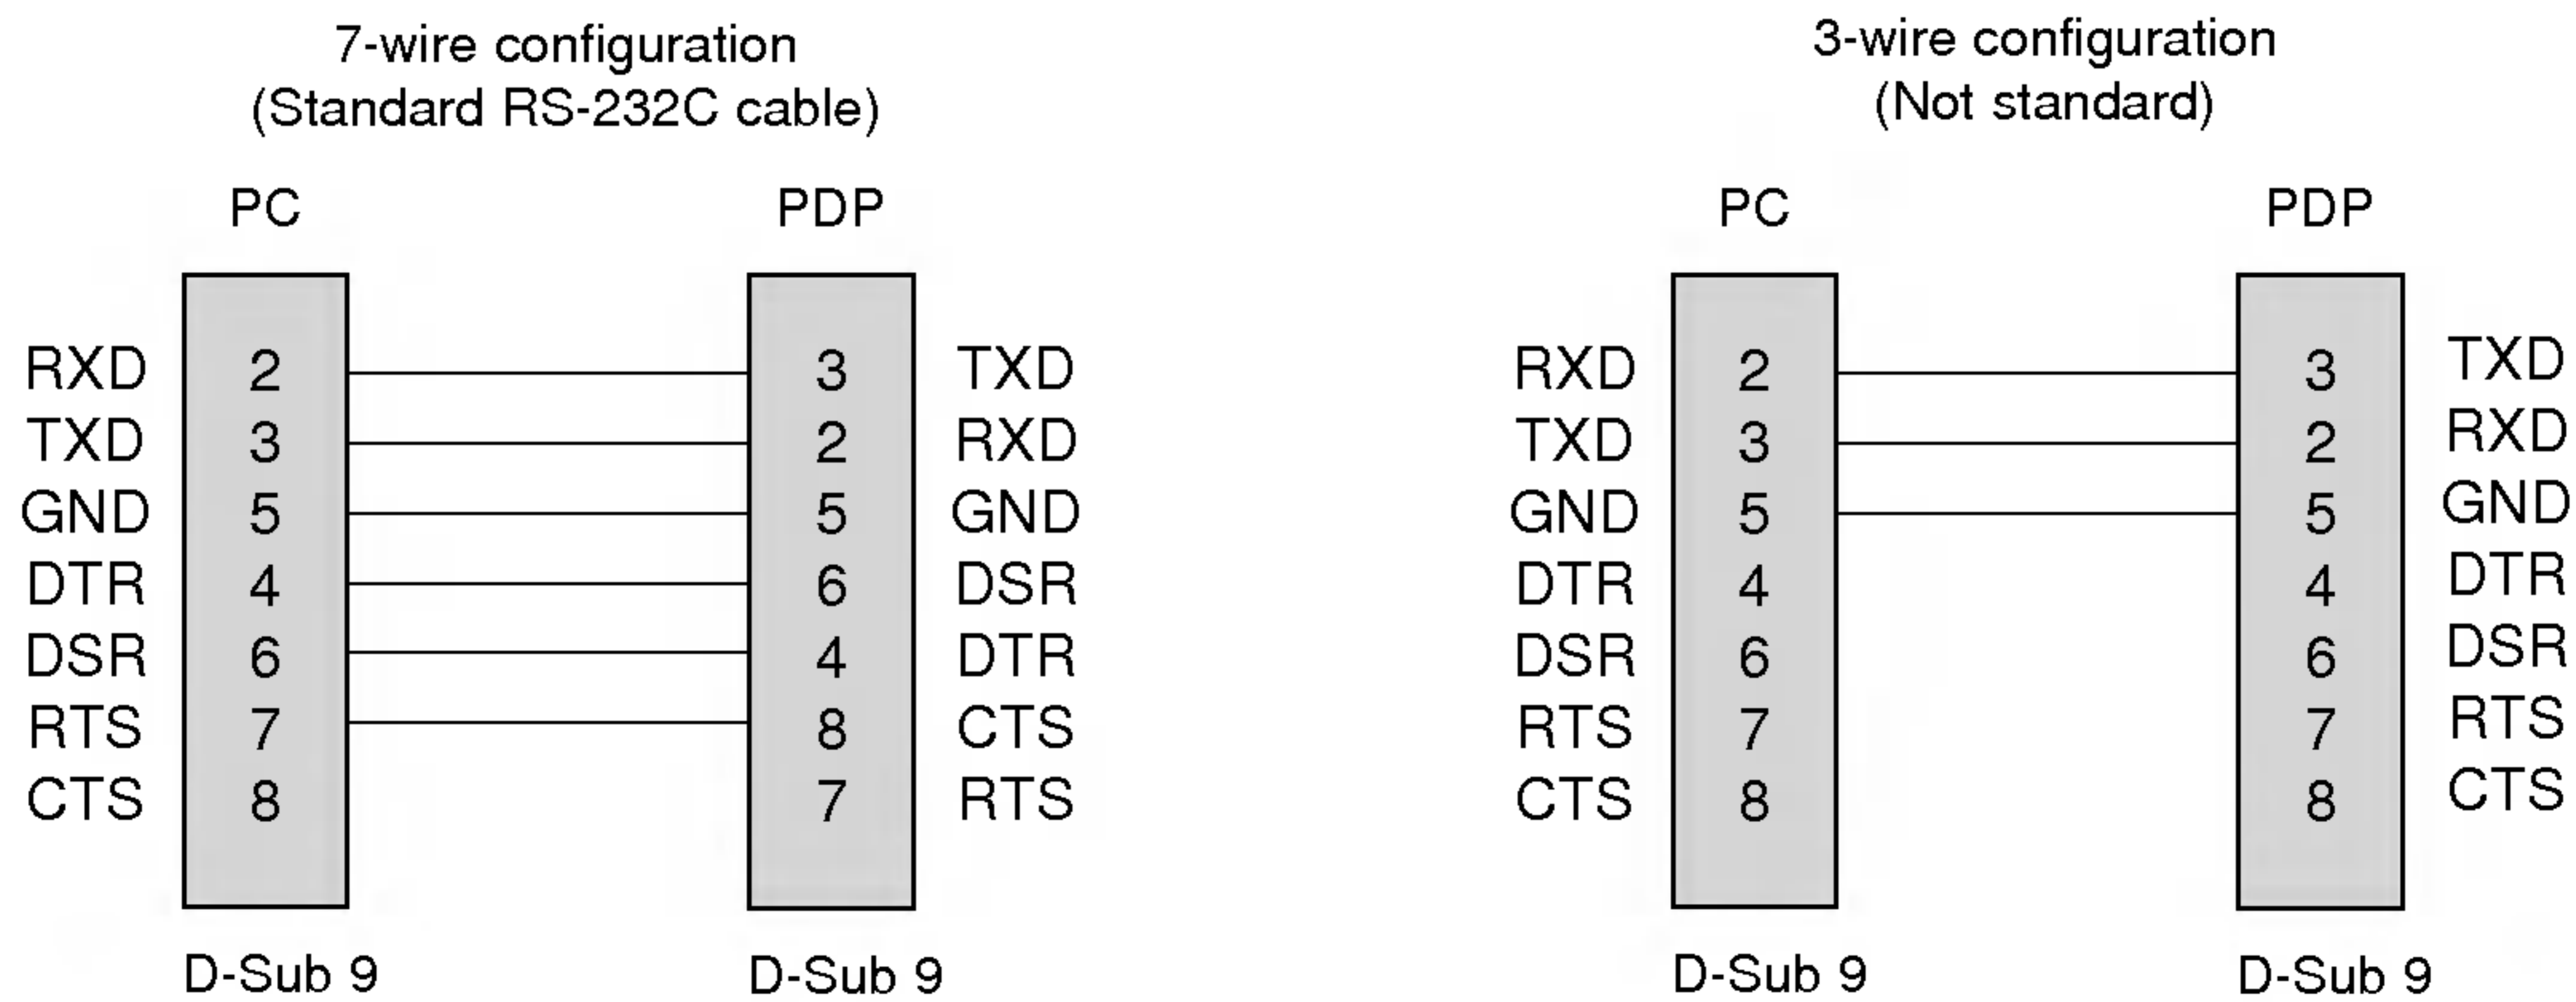 7-wire configuration
(Standard RS-232C cable)
PC PDP
RXD 2 3 TXD
TXD 3 2 RXD
GND 5 5 GND
DTR 4 6 DSR
DSR 6 4 DTR
RTS 7 8 CTS
CTS 8 7 RTS
D-Sub 9 D-Sub 9
3-wire configuration
(Not standard)
PC PDP
RXD 2 3 TXD
TXD 3 2 RXD
GND 5 5 GND
DTR 4 4 DTR
DSR 6 6 DSR
RTS 7 7 RTS
CTS 8 8 CTS
D-Sub 9 D-Sub 9